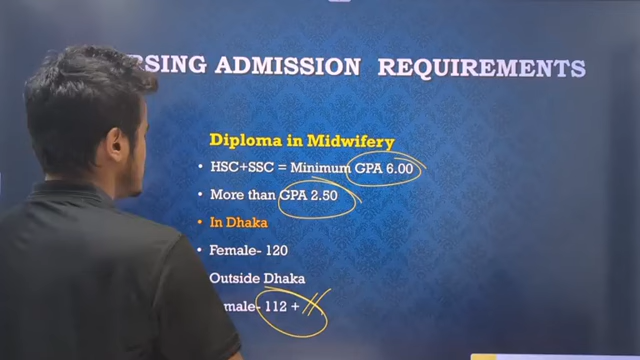 RSING ADMISSION REQUIREMENTS
Diploma in Midwifery
• HSC+SSC = Minimum GPA 6.00
• More than GPA 2.50
• In Dhaka
• Female- 120
Outside Dhaka
male- 112 +